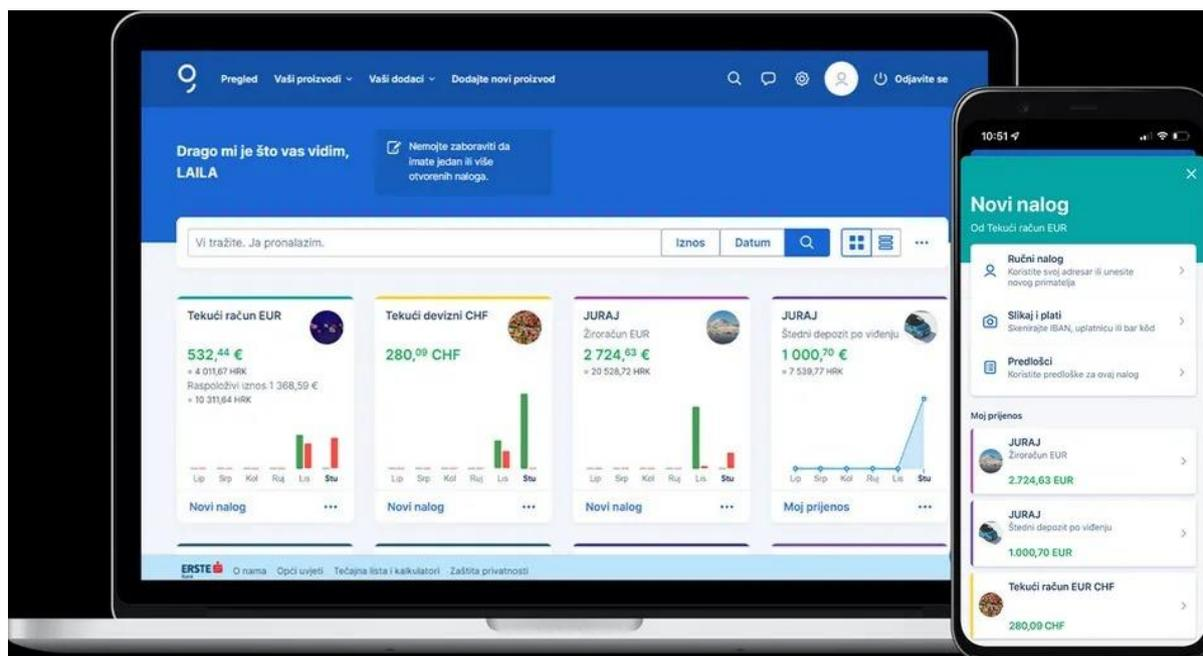 Pregled Vaši proizvodi Vaši dodaci Dodajte novi proizvod Odjavite se
Drago mi je što vas vidim,
LAILA
Nemojte zaboraviti da
imate jedan ili više
otvorenih naloga.
Vi tražite. Ja pronalazim.
Iznos Datum
Tekući račun EUR
532,44 €
≈ 4 011,67 HRK
Raspoloživi iznos 1 368,59 €
≈ 10 311,64 HRK
Lip Srp Kol Ruj Lis Stu
Novi nalog
Tekući devizni CHF
280,09 CHF
Lip Srp Kol Ruj Lis Stu
Novi nalog
JURAJ
Žiroračun EUR
2 724,63 €
≈ 20 528,72 HRK
Lip Srp Kol Ruj Lis Stu
Novi nalog
JURAJ
Štedni depozit po viđenju
1 000,70 €
≈ 7 539,77 HRK
Lip Srp Kol Ruj Lis Stu
Moj prijenos
ERSTE
Bank
O nama Opći uvjeti Tečajna lista i kalkulatori Zaštita privatnosti
10:51
Novi nalog
Od Tekući račun EUR
Ručni nalog
Koristite svoj adresar ili unesite
novog primatelja
Slikaj i plati
Skenirajte IBAN, uplatnicu ili bar kôd
Predlošci
Koristite predloške za ovaj nalog
Moj prijenos
JURAJ
Žiroračun EUR
2.724,63 EUR
JURAJ
Štedni depozit po viđenju
1.000,70 EUR
Tekući račun EUR CHF
280,09 CHF